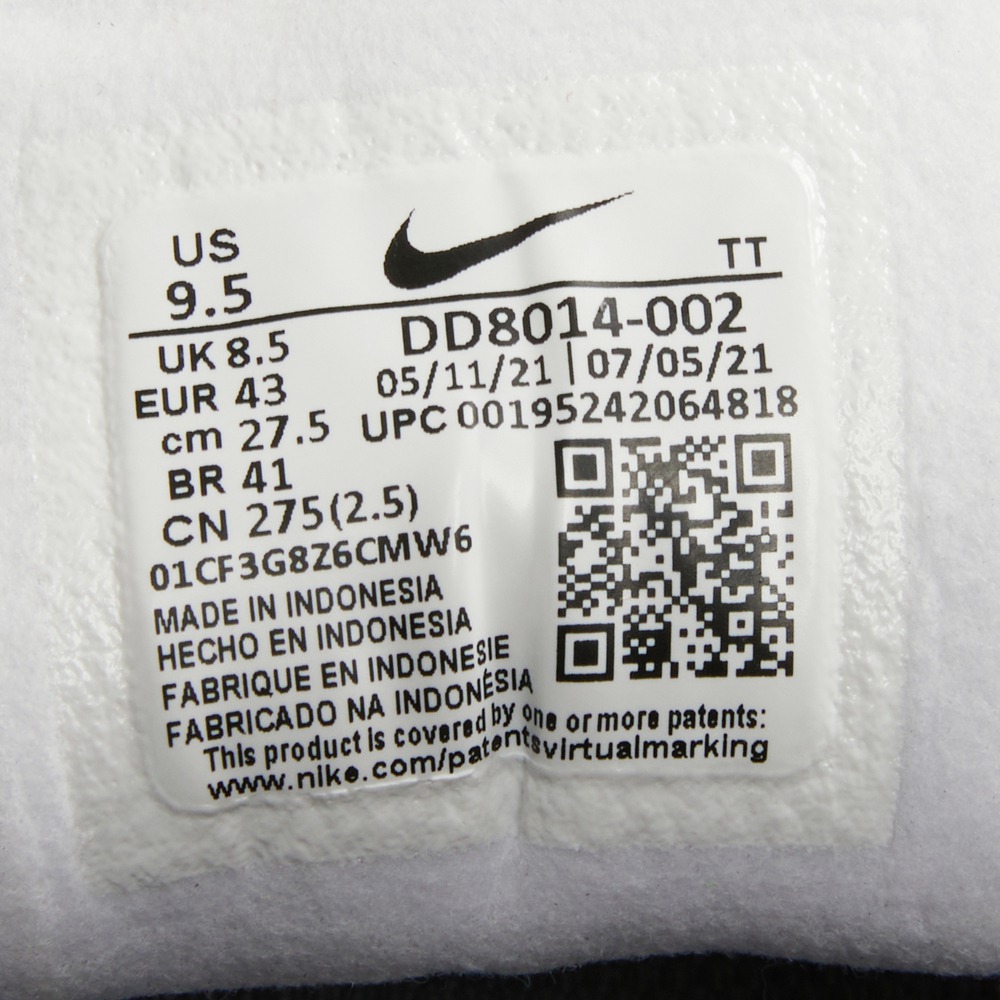 US
9.5
TT
UK 8.5
EUR 43
cm 27.5
BR 41
CN 275(2.5)
DD8014-002
05/11/21 | 07/05/21
UPC 00195242064818
01CF3G8Z6CMW6
MADE IN INDONESIA
HECHO EN INDONESIA
FABRIQUE EN INDONESIE
FABRICADO NA INDONÉSIA
This product is covered by one or more patents:
www.nike.com/patentsvirtualmarking